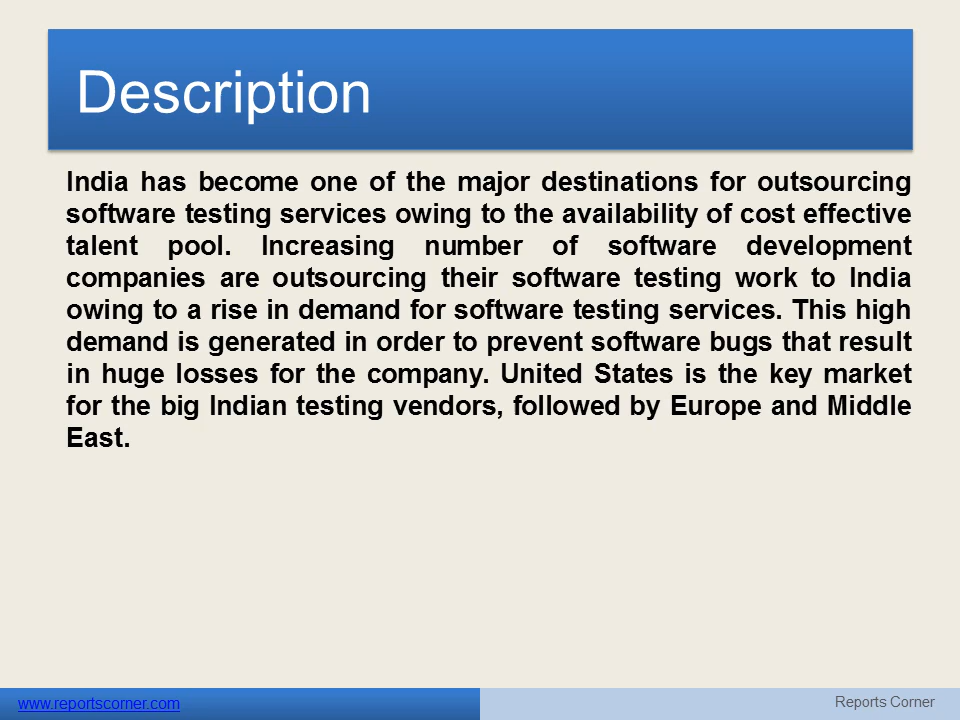 Description
India has become one of the major destinations for outsourcing
software testing services owing to the availability of cost effective
talent pool. Increasing number of software development
companies are outsourcing their software testing work to India
owing to a rise in demand for software testing services. This high
demand is generated in order to prevent software bugs that result
in huge losses for the company. United States is the key market
for the big Indian testing vendors, followed by Europe and Middle
East.
www.reportscorner.com
Reports Corner